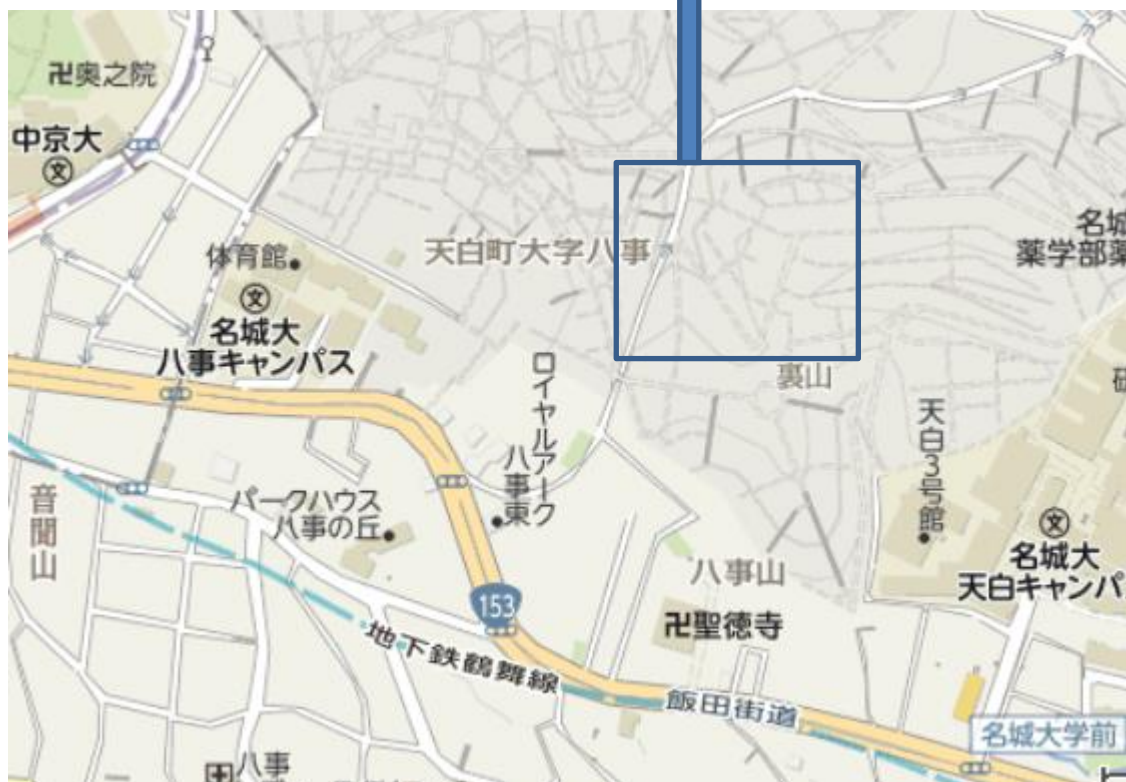 卍奥之院
中京大
文
体育館
文
名城大
八事キャンパス
天白町大字八事
名城
薬学部薬
裏山
ロイヤルアーク
八事東
天白3号館
研
音聞山
パークハウス
八事の丘
文
名城大
天白キャンパ
八事山
153
卍聖徳寺
地下鉄鶴舞線
飯田街道
名城大学前
八事